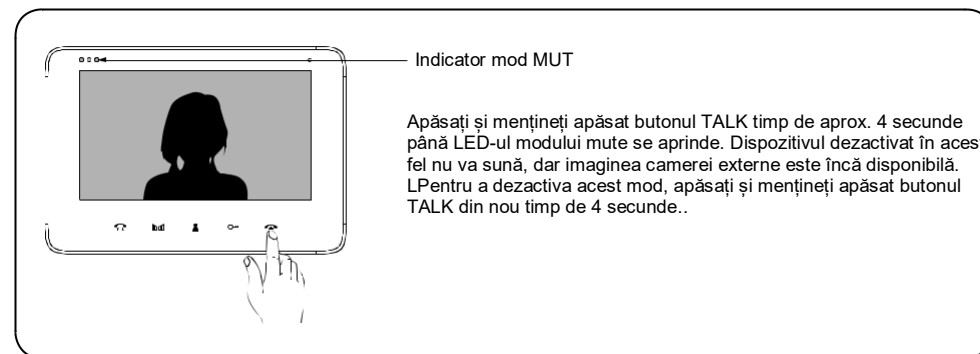 Indicator mod MUT
Apăsați și mențineți apăsat butonul TALK timp de aprox. 4 secunde
până LED-ul modului mute se aprinde. Dispozitivul dezactivat în acest
fel nu va sună, dar imaginea camerei externe este încă disponibilă.
LPentru a dezactiva acest mod, apăsați și mențineți apăsat butonul
TALK din nou timp de 4 secunde..